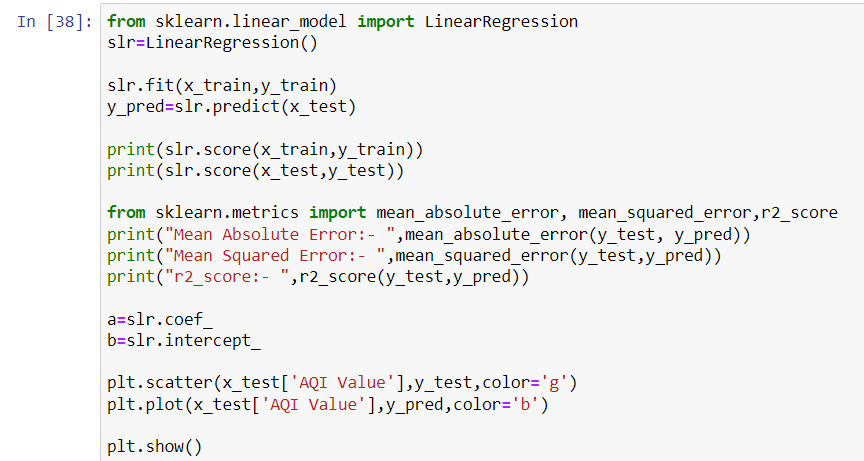 In [38]: from sklearn.linear_model import LinearRegression
slr=LinearRegression()
slr.fit(x_train,y_train)
y_pred=slr.predict(x_test)
print(slr.score(x_train,y_train))
print(slr.score(x_test,y_test))
from sklearn.metrics import mean_absolute_error, mean_squared_error,r2_score
print("Mean Absolute Error:- ",mean_absolute_error(y_test, y_pred))
print("Mean Squared Error:- ",mean_squared_error(y_test,y_pred))
print("r2_score:- ",r2_score(y_test,y_pred))
a=slr.coef_
b=slr.intercept_
plt.scatter(x_test['AQI Value'],y_test,color='g')
plt.plot(x_test['AQI Value'],y_pred,color='b')
plt.show()